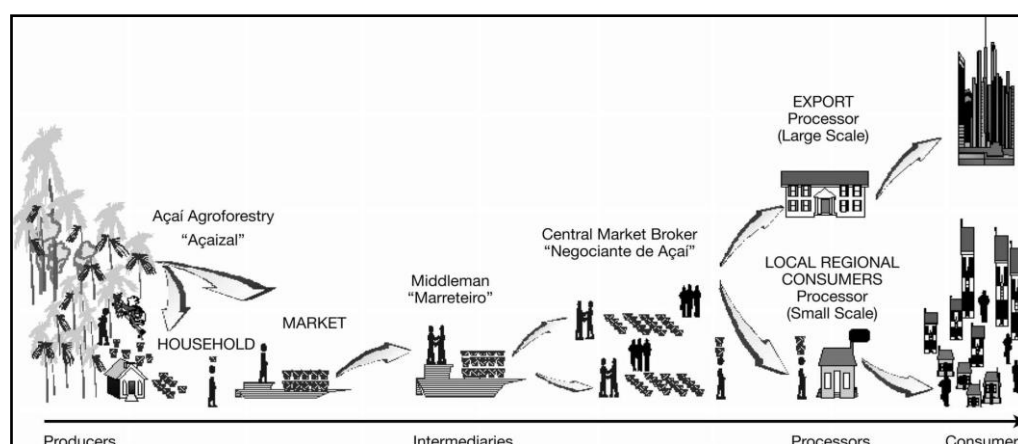 EXPORT
Processor
(Large Scale)
Açaí Agroforestry
“Açaizal”
Central Market Broker
“Negociante de Açaí”
LOCAL REGIONAL
CONSUMERS
Processor
(Small Scale)
Middleman
“Marreteiro”
MARKET
HOUSEHOLD
Producers
Intermediaries
Processors
Consumer